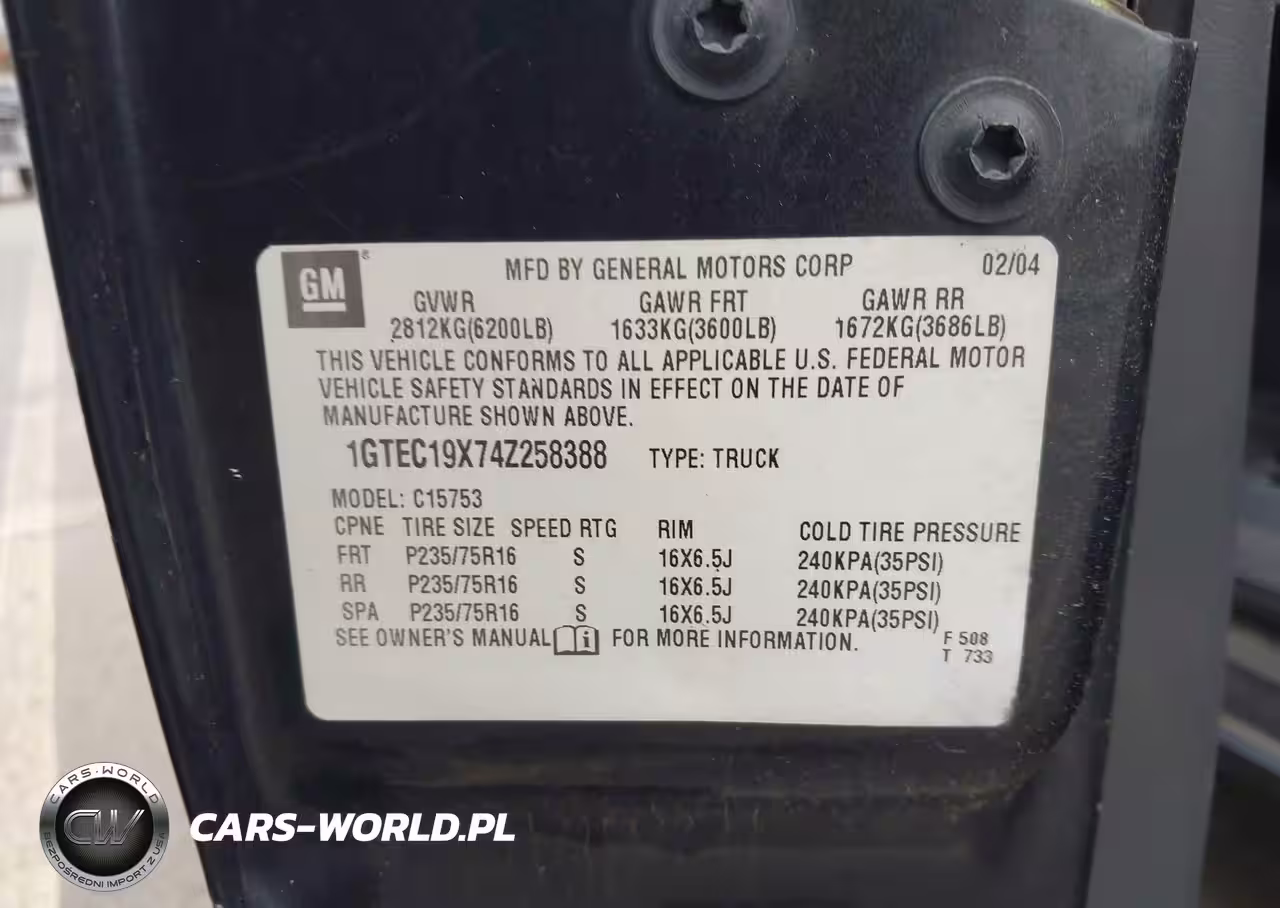 GM®
MFD BY GENERAL MOTORS CORP 02/04
GVWR GAWR FRT GAWR RR
2812KG(6200LB) 1633KG(3600LB) 1672KG(3686LB)
THIS VEHICLE CONFORMS TO ALL APPLICABLE U.S. FEDERAL MOTOR
VEHICLE SAFETY STANDARDS IN EFFECT ON THE DATE OF
MANUFACTURE SHOWN ABOVE.
1GTEC19X74Z258388 TYPE: TRUCK
MODEL: C15753
CPNE TIRE SIZE SPEED RTG RIM COLD TIRE PRESSURE
FRT P235/75R16 S 16X6.5J 240KPA(35PSI)
RR P235/75R16 S 16X6.5J 240KPA(35PSI)
SPA P235/75R16 S 16X6.5J 240KPA(35PSI)
SEE OWNER'S MANUAL i FOR MORE INFORMATION.
F 508
T 733
CARS-WORLD
CW
BEZPOŚREDNI IMPORT Z USA
CARS-WORLD.PL